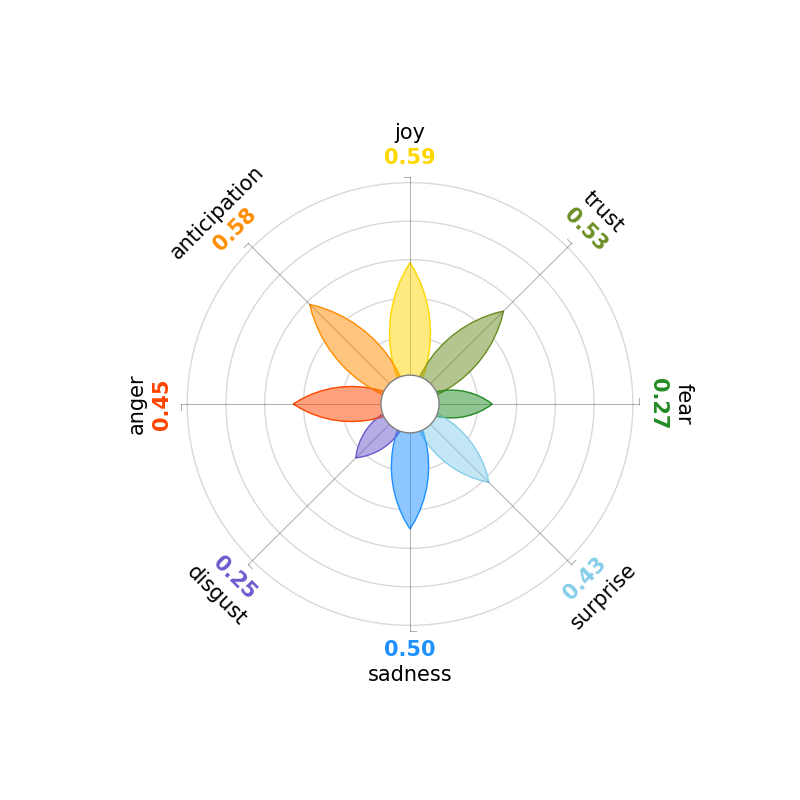 joy
0.59
anticipation
0.58
trust
0.53
anger
0.45
fear
0.27
disgust
0.25
surprise
0.43
0.50
sadness